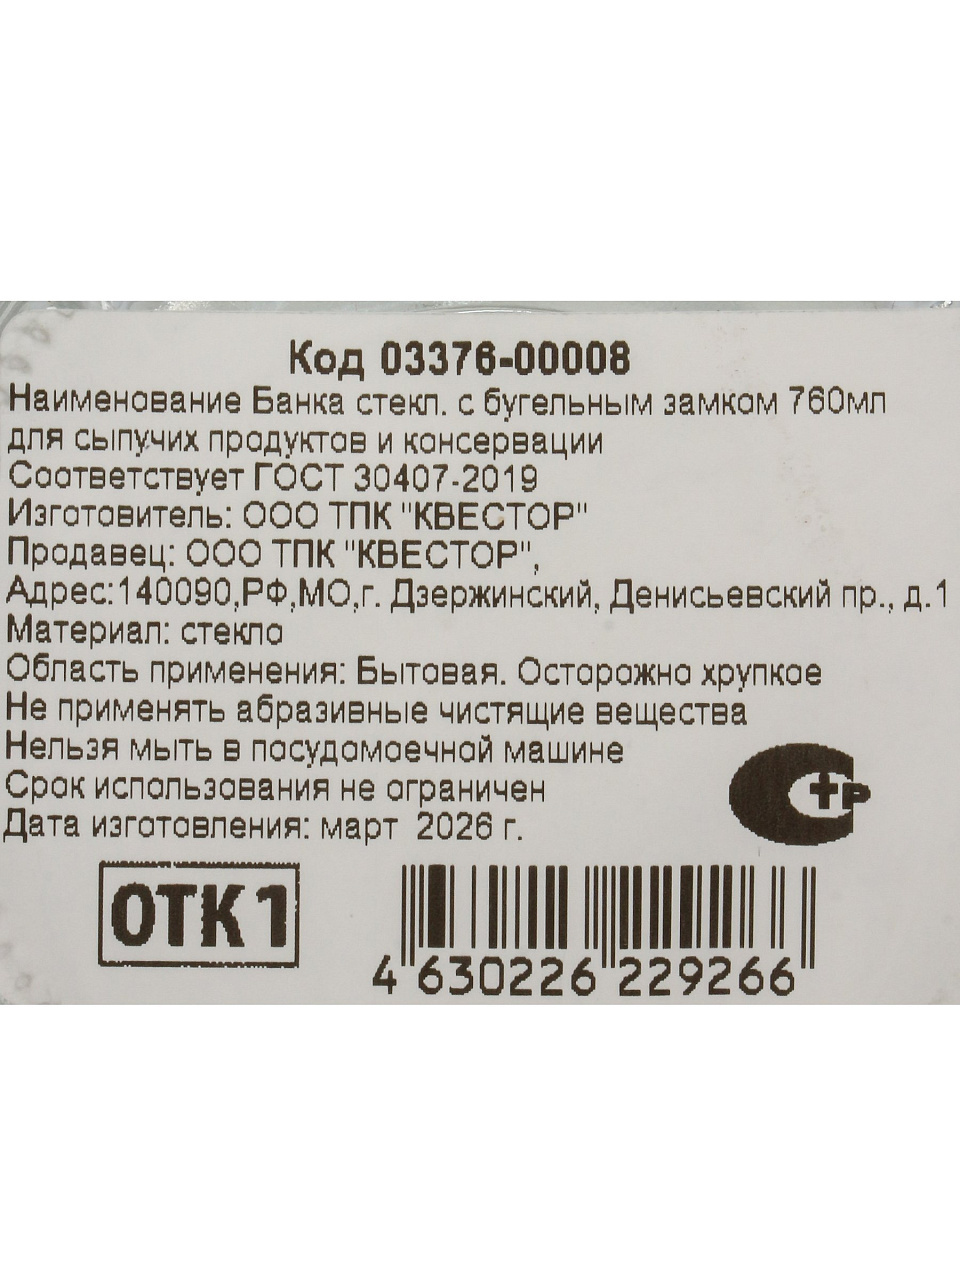 Код 03376-00008
Наименование Банка стекл. с бугельным замком 760мл
для сыпучих продуктов и консервации
Соответствует ГОСТ 30407-2019
Изготовитель: ООО ТПК "КВЕСТОР"
Продавец: ООО ТПК "КВЕСТОР",
Адрес:140090,РФ,МО,г. Дзержинский, Денисьевский пр., д.1
Материал: стекло
Область применения: Бытовая. Осторожно хрупкое
Не применять абразивные чистящие вещества
Нельзя мыть в посудомоечной машине
Срок использования не ограничен
Дата изготовления: март 2026 г.
стр
ОТК 1
4 630226 229266